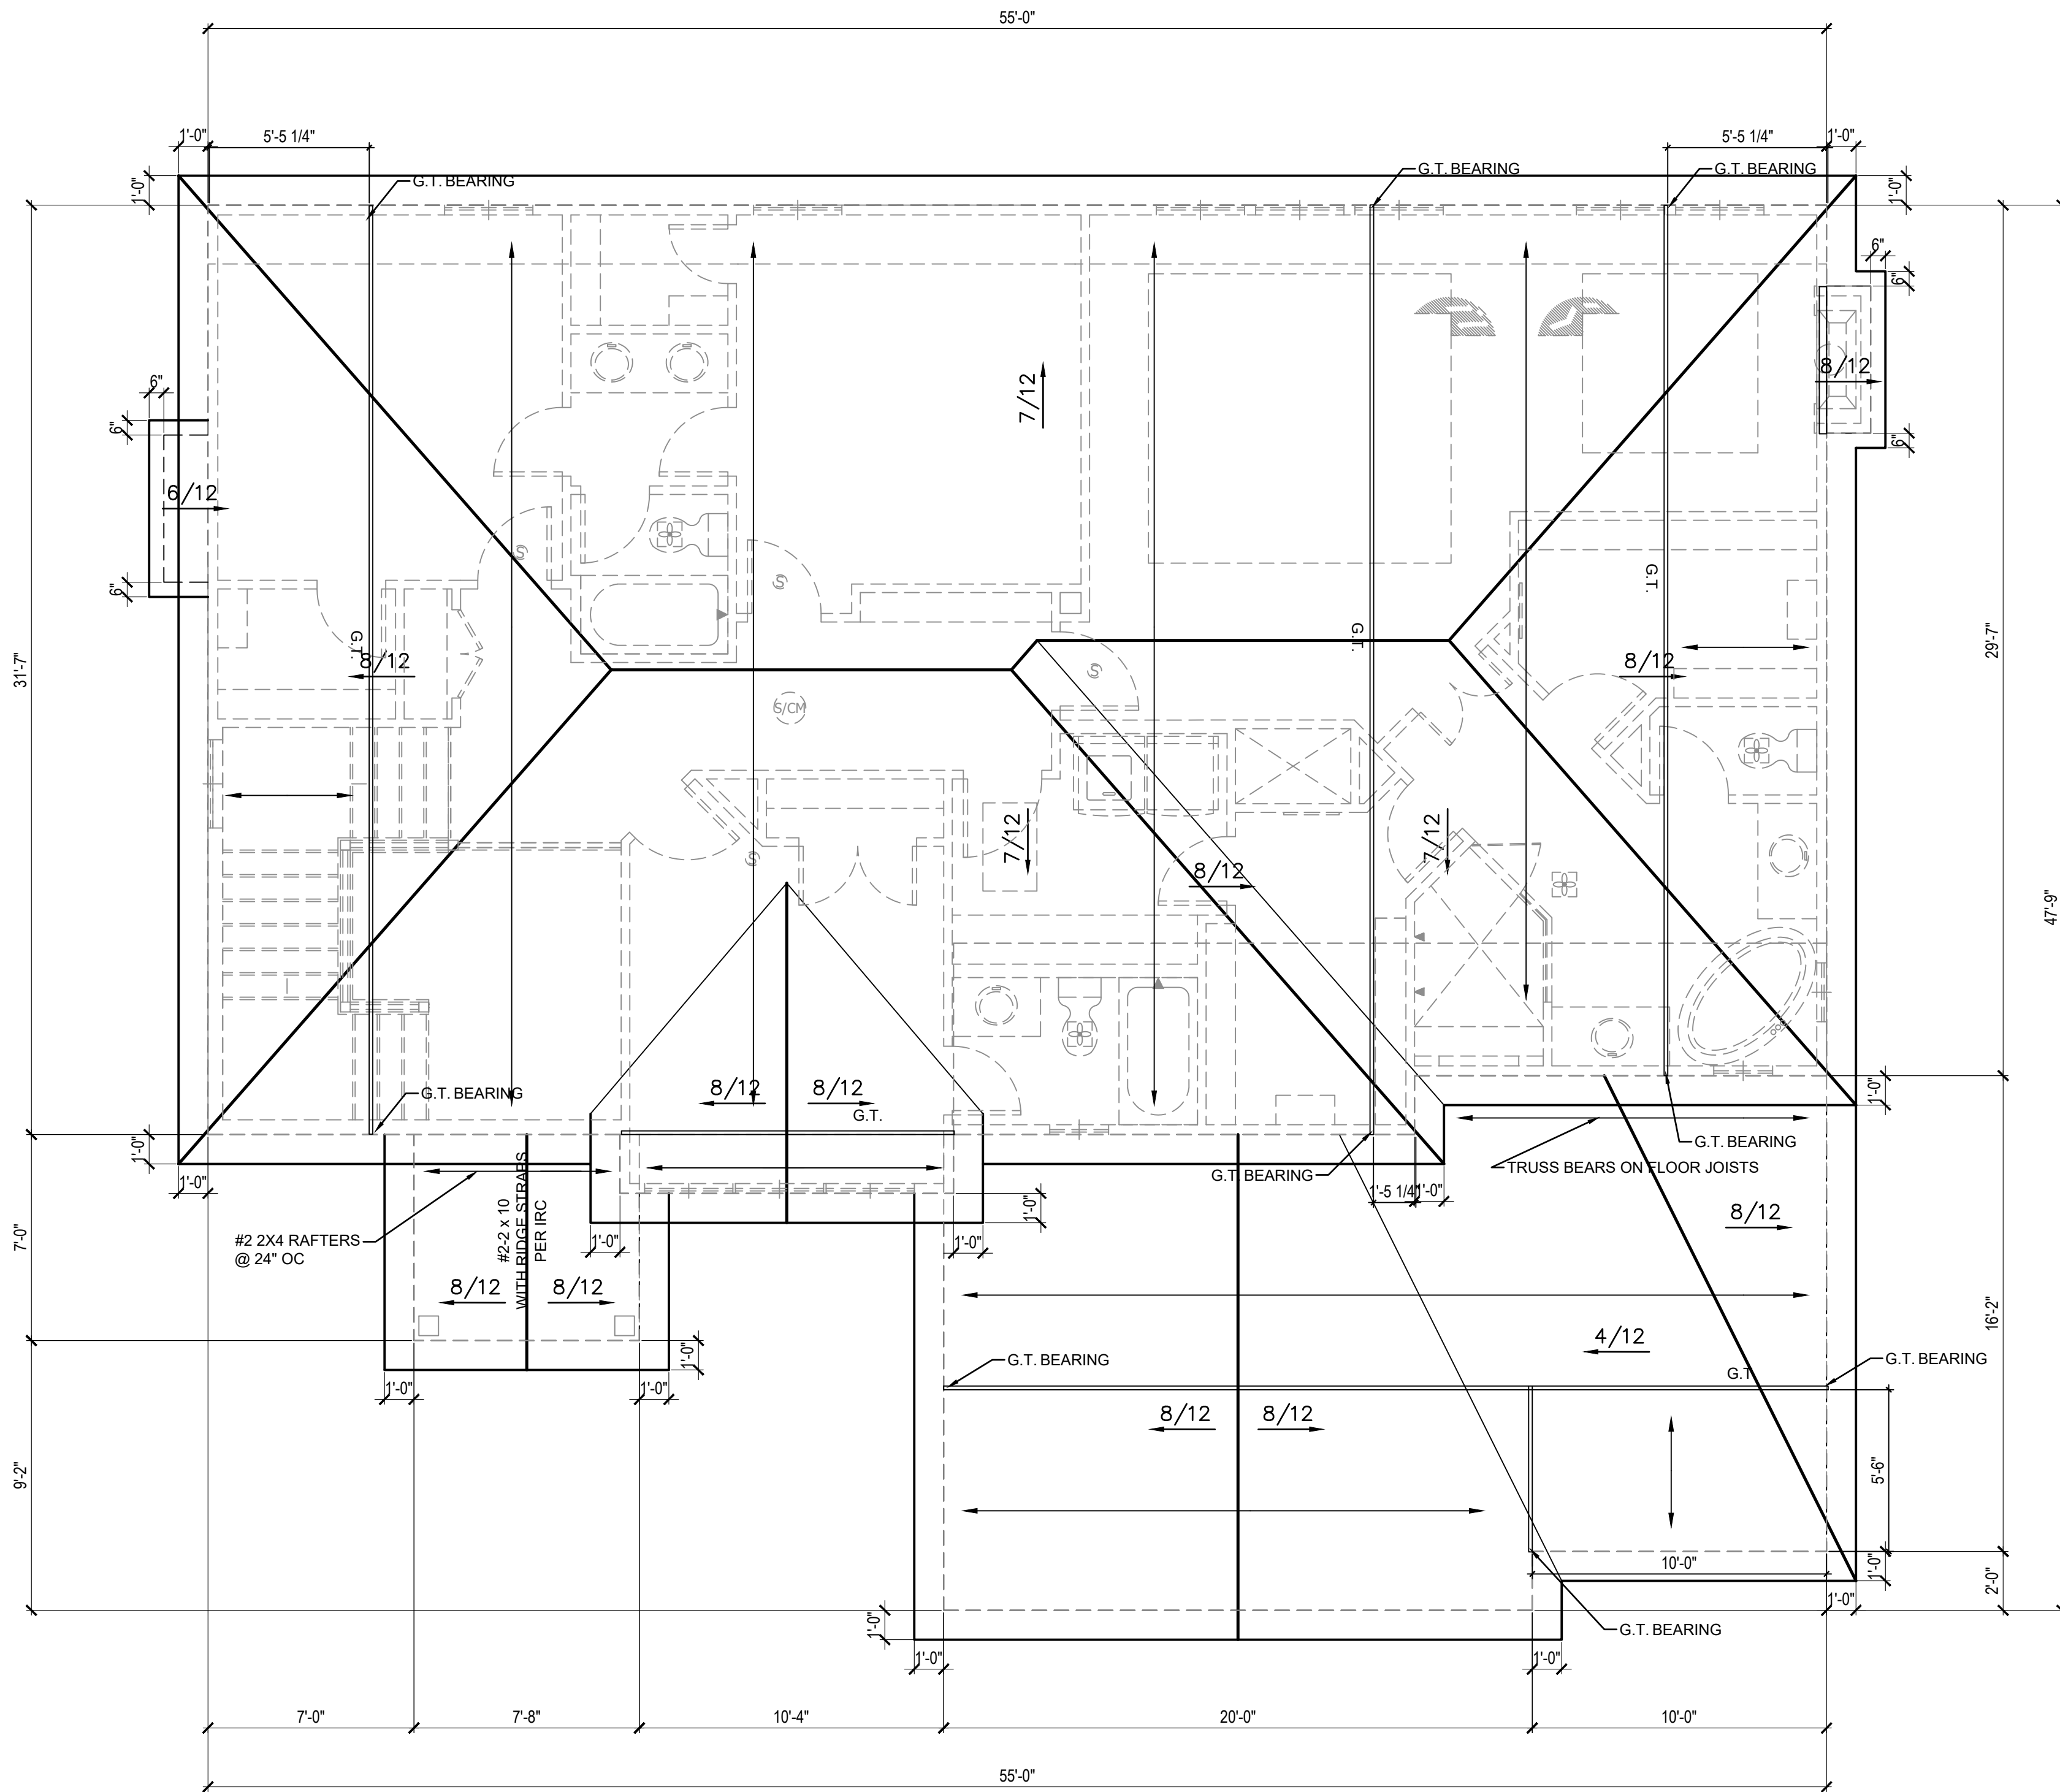 55'-0"
1'-0"
5'-5 1/4"
5'-5 1/4"
1'-0"
G.T. BEARING
G.T. BEARING
G.T. BEARING
1'-0"
1'-0"
6"
6"
8/12
6"
7/12
6"
6"
6/12
6"
31'-7"
29'-7"
47'-9"
S
S
S
S
G.T.
8/12
G.T.
G.T.
8/12
S/CM
7/12
7/12
8/12
8/12
8/12
G.T.
G.T. BEARING
1'-0"
1'-0"
1'-0"
G.T. BEARING
TRUSS BEARS ON FLOOR JOISTS
G.T. BEARING
1'-5 1/4"
1'-0"
7'-0"
#2 2X4 RAFTERS
@ 24" OC
#2-2 x 10
WITH RIDGE STRAPS
PER IRC
1'-0"
1'-0"
1'-0"
8/12
8/12
8/12
16'-2"
4/12
G.T. BEARING
G.T.
G.T. BEARING
1'-0"
1'-0"
1'-0"
8/12
8/12
9'-2"
5'-6"
10'-0"
1'-0"
2'-0"
1'-0"
1'-0"
G.T. BEARING
1'-0"
1'-0"
7'-0"
7'-8"
10'-4"
20'-0"
10'-0"
55'-0"